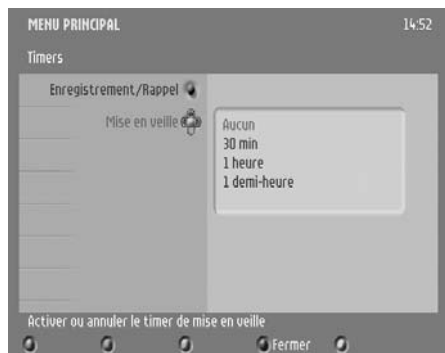 MENU PRINCIPAL 14:52
Timers
Enregistrement/Rappel
Mise en veille
Aucun
30 min
1 heure
1 demi-heure
Activer ou annuler le timer de mise en veille
Fermer